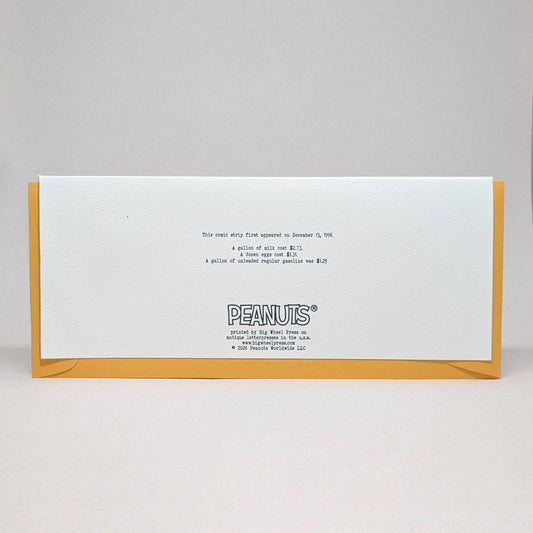 This comic strip first appeared on December 13, 1996
A gallon of milk cost $2.73.
A dozen eggs cost $1.31.
A gallon of unleaded regular gasoline was $1.25
PEANUTS®
printed by Big Wheel Press on
antique letterpresses in the u.s.a.
www.bigwheelpress.com
© 2026 Peanuts Worldwide LLC